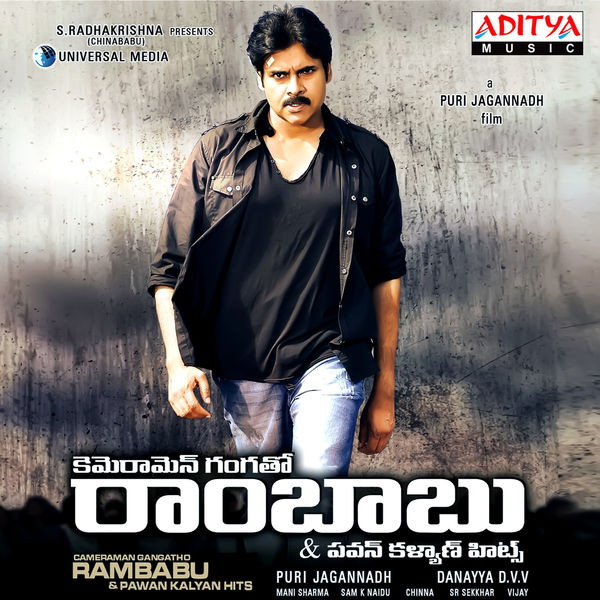 S.RADHAKRISHNA PRESENTS
(CHINABABU)
UNIVERSAL MEDIA
ADITYA
MUSIC
a
PURI JAGANNADH
film
కెమెరామెన్ గంగతో
రాంబాబు
& పవన్ కళ్యాణ్ హిట్స్
CAMERAMAN GANGATHO
RAMBABU
& PAWAN KALYAN HITS
PURI JAGANNADH DANAYYA D.V.V
MANI SHARMA SAM K NAIDU CHINNA SR SEKKHAR VIJAY